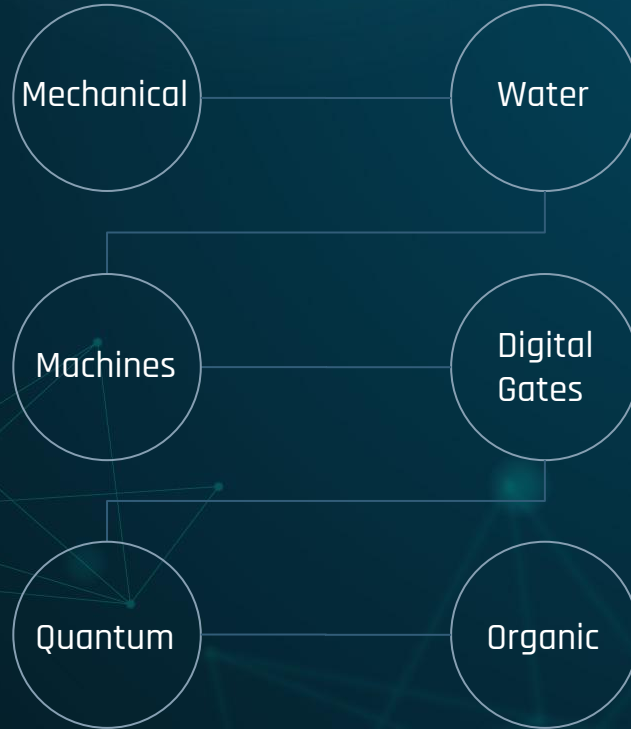 Mechanical
Water
Machines
Digital
Gates
Quantum
Organic